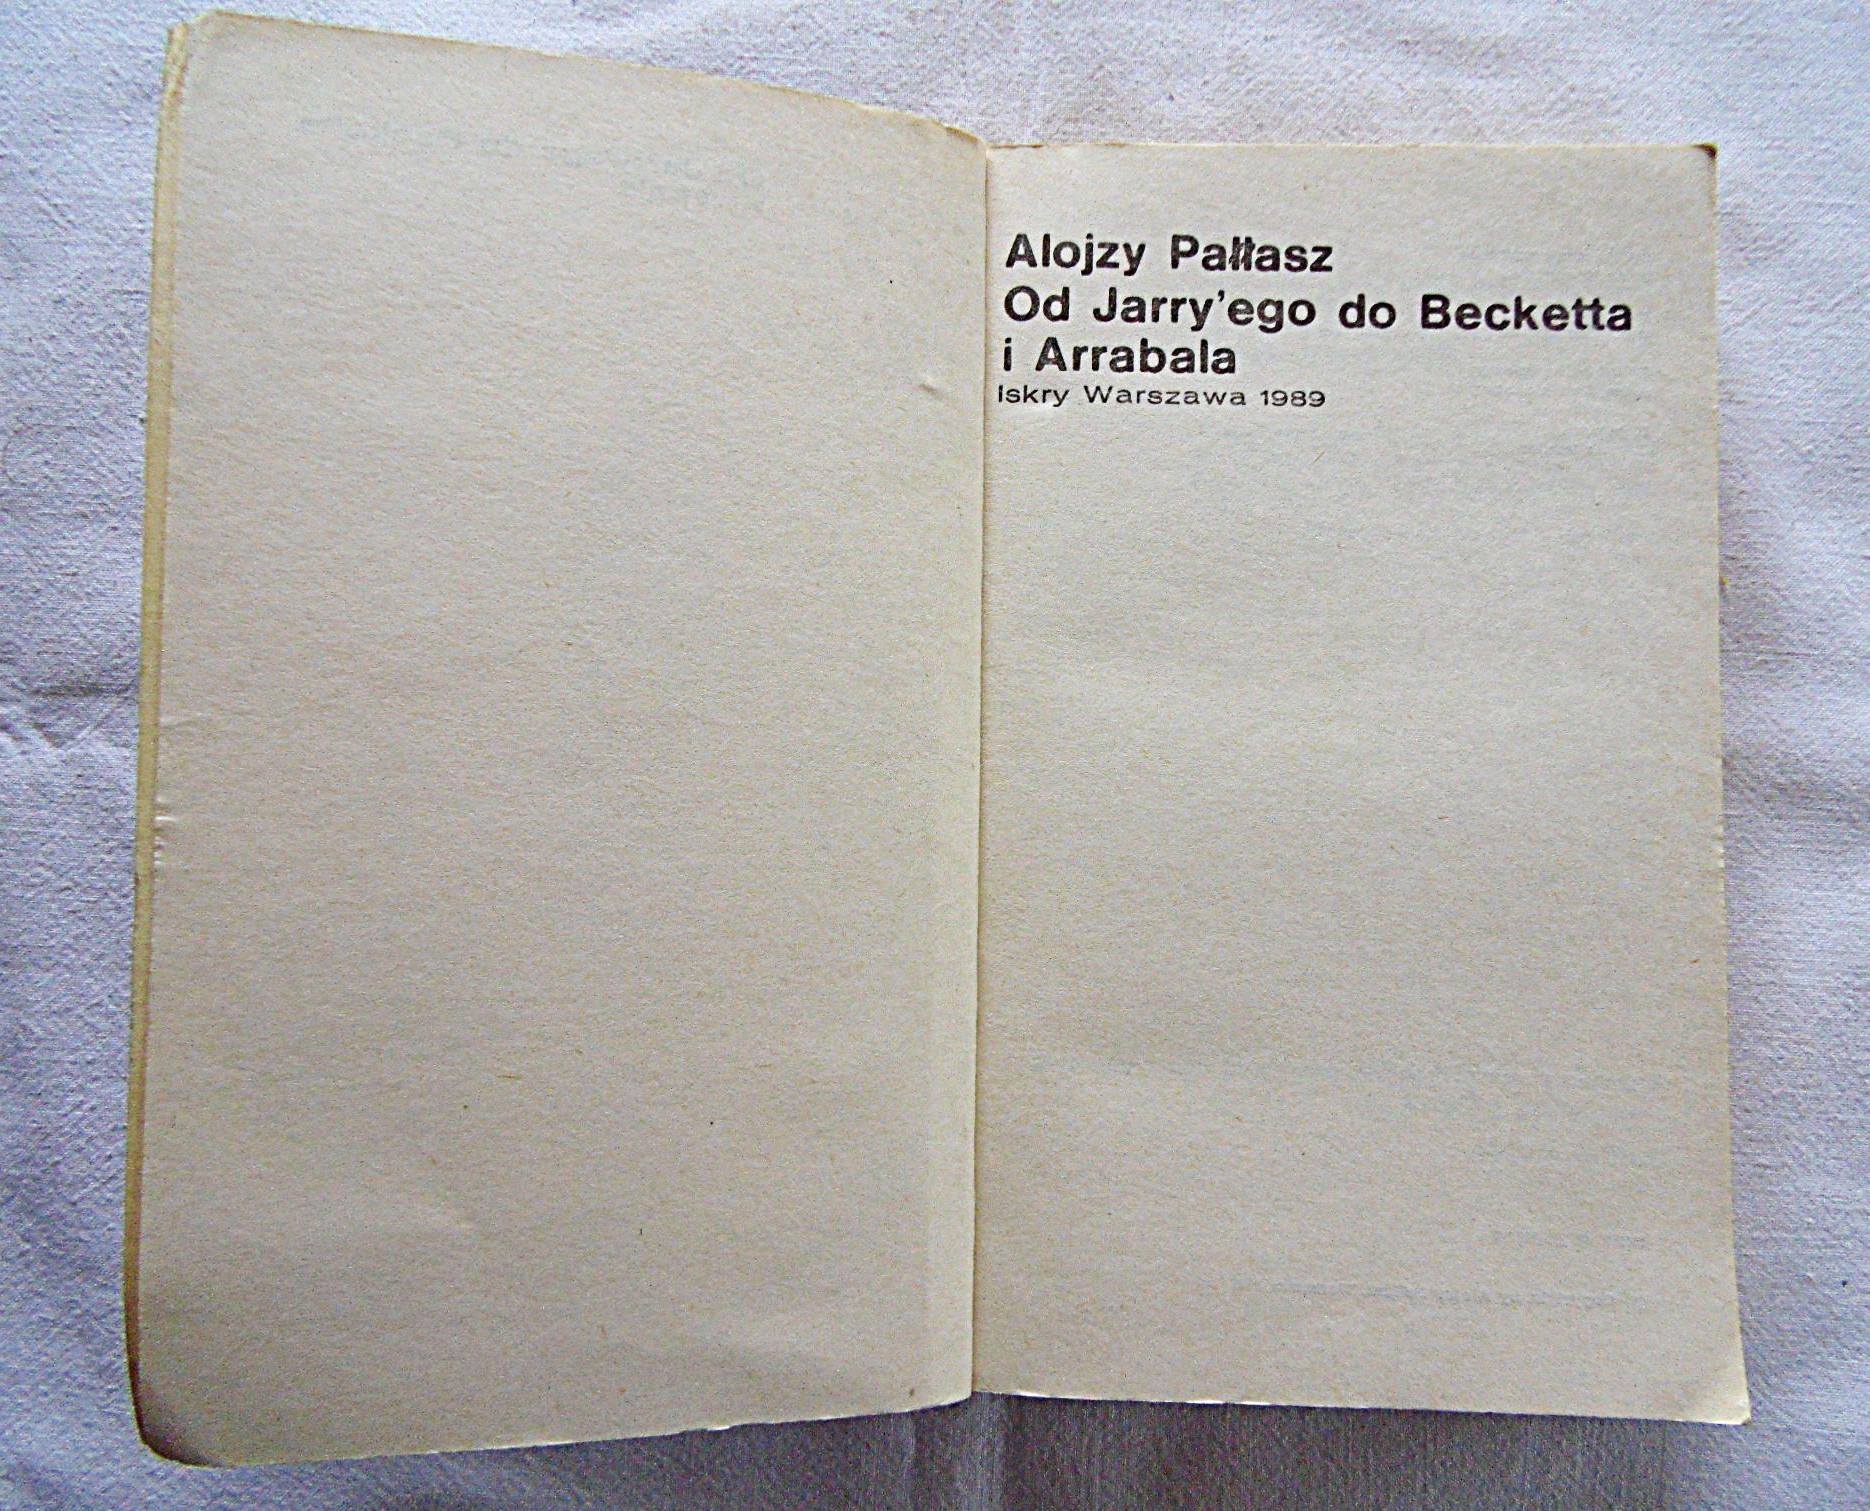 Alojzy Pałłasz
Od Jarry'ego do Becketta
i Arrabala
Iskry Warszawa 1989